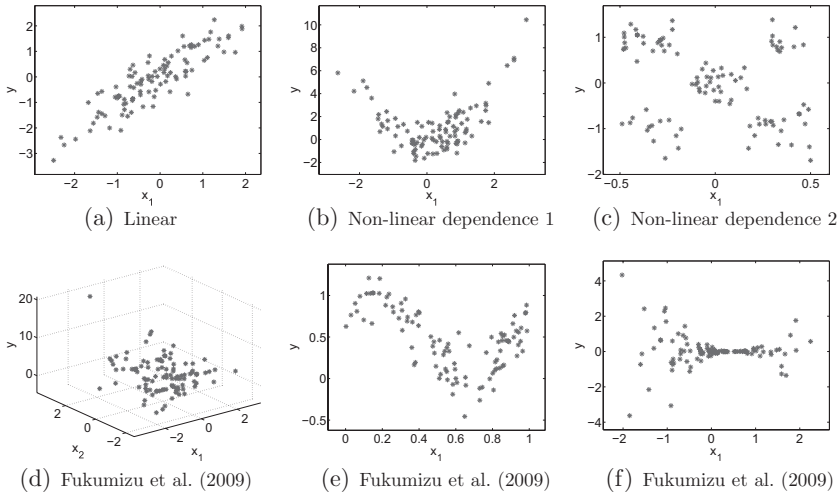 2
1
0
−1
−2
−3
y
−2 −1 0 1 2
x1
(a) Linear
10
8
6
4
2
0
−2
y
−2 0 2
x1
(b) Non-linear dependence 1
2
1
0
−1
−2
y
−0.5 0 0.5
x1
(c) Non-linear dependence 2
20
10
0
y
2
0
−2
x2
−2
0
2
x1
(d) Fukumizu et al. (2009)
1
0.5
0
−0.5
y
0 0.2 0.4 0.6 0.8 1
x1
(e) Fukumizu et al. (2009)
4
2
0
−2
−4
y
−2 −1 0 1 2
x1
(f) Fukumizu et al. (2009)